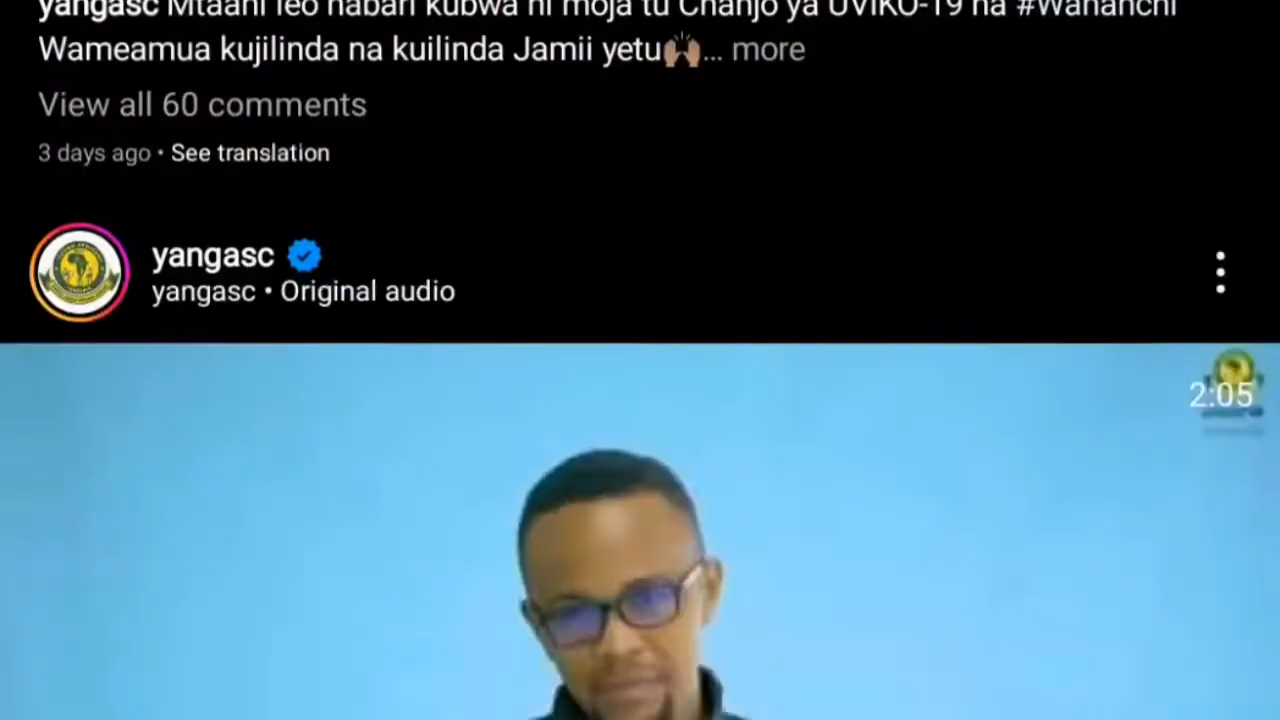 yangasc Mtaani leo habari kubwa ni moja tu Chanjo ya UVIKO-19 na #Wananchi
Wameamua kujilinda na kuilinda Jamii yetu🙌🏽... more
View all 60 comments
3 days ago • See translation
yangasc
yangasc • Original audio
2:05